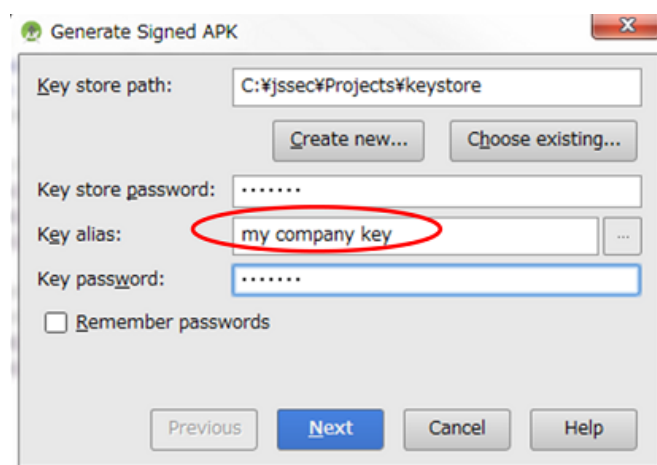 Generate Signed APK
Key store path: C:¥jssec¥Projects¥keystore
Create new... Choose existing...
Key store password: •••••••
Key alias: my company key ...
Key password: •••••••
Remember passwords
Previous Next Cancel Help